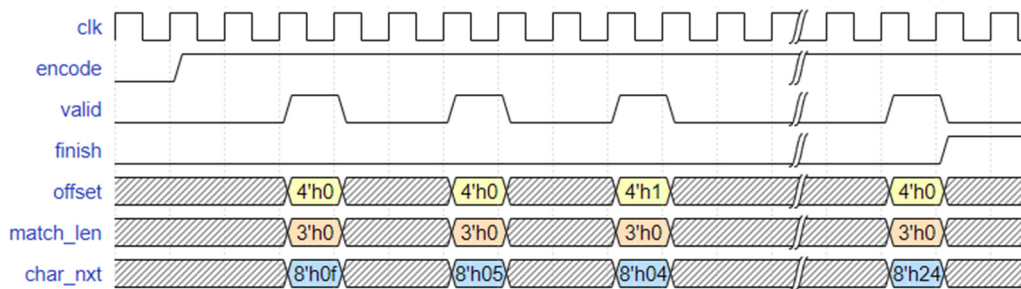 clk
encode
valid
finish
offset 4'h0 4'h0 4'h1 4'h0
match_len 3'h0 3'h0 3'h0 3'h0
char_nxt 8'h0f 8'h05 8'h04 8'h24